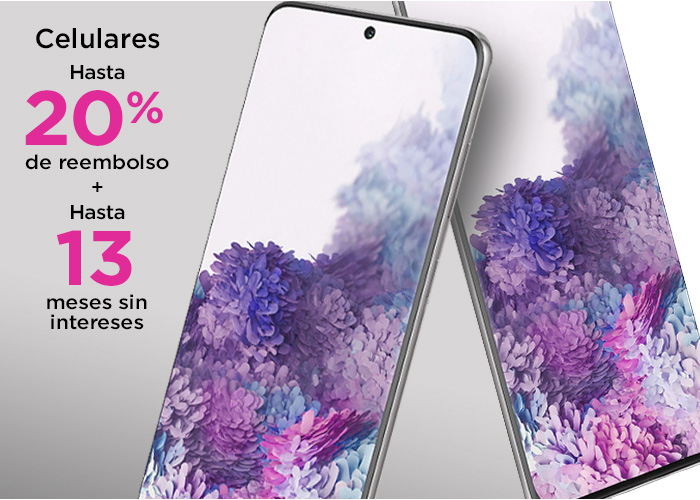 Celulares
Hasta
20%
de reembolso
+
Hasta
13
meses sin
intereses